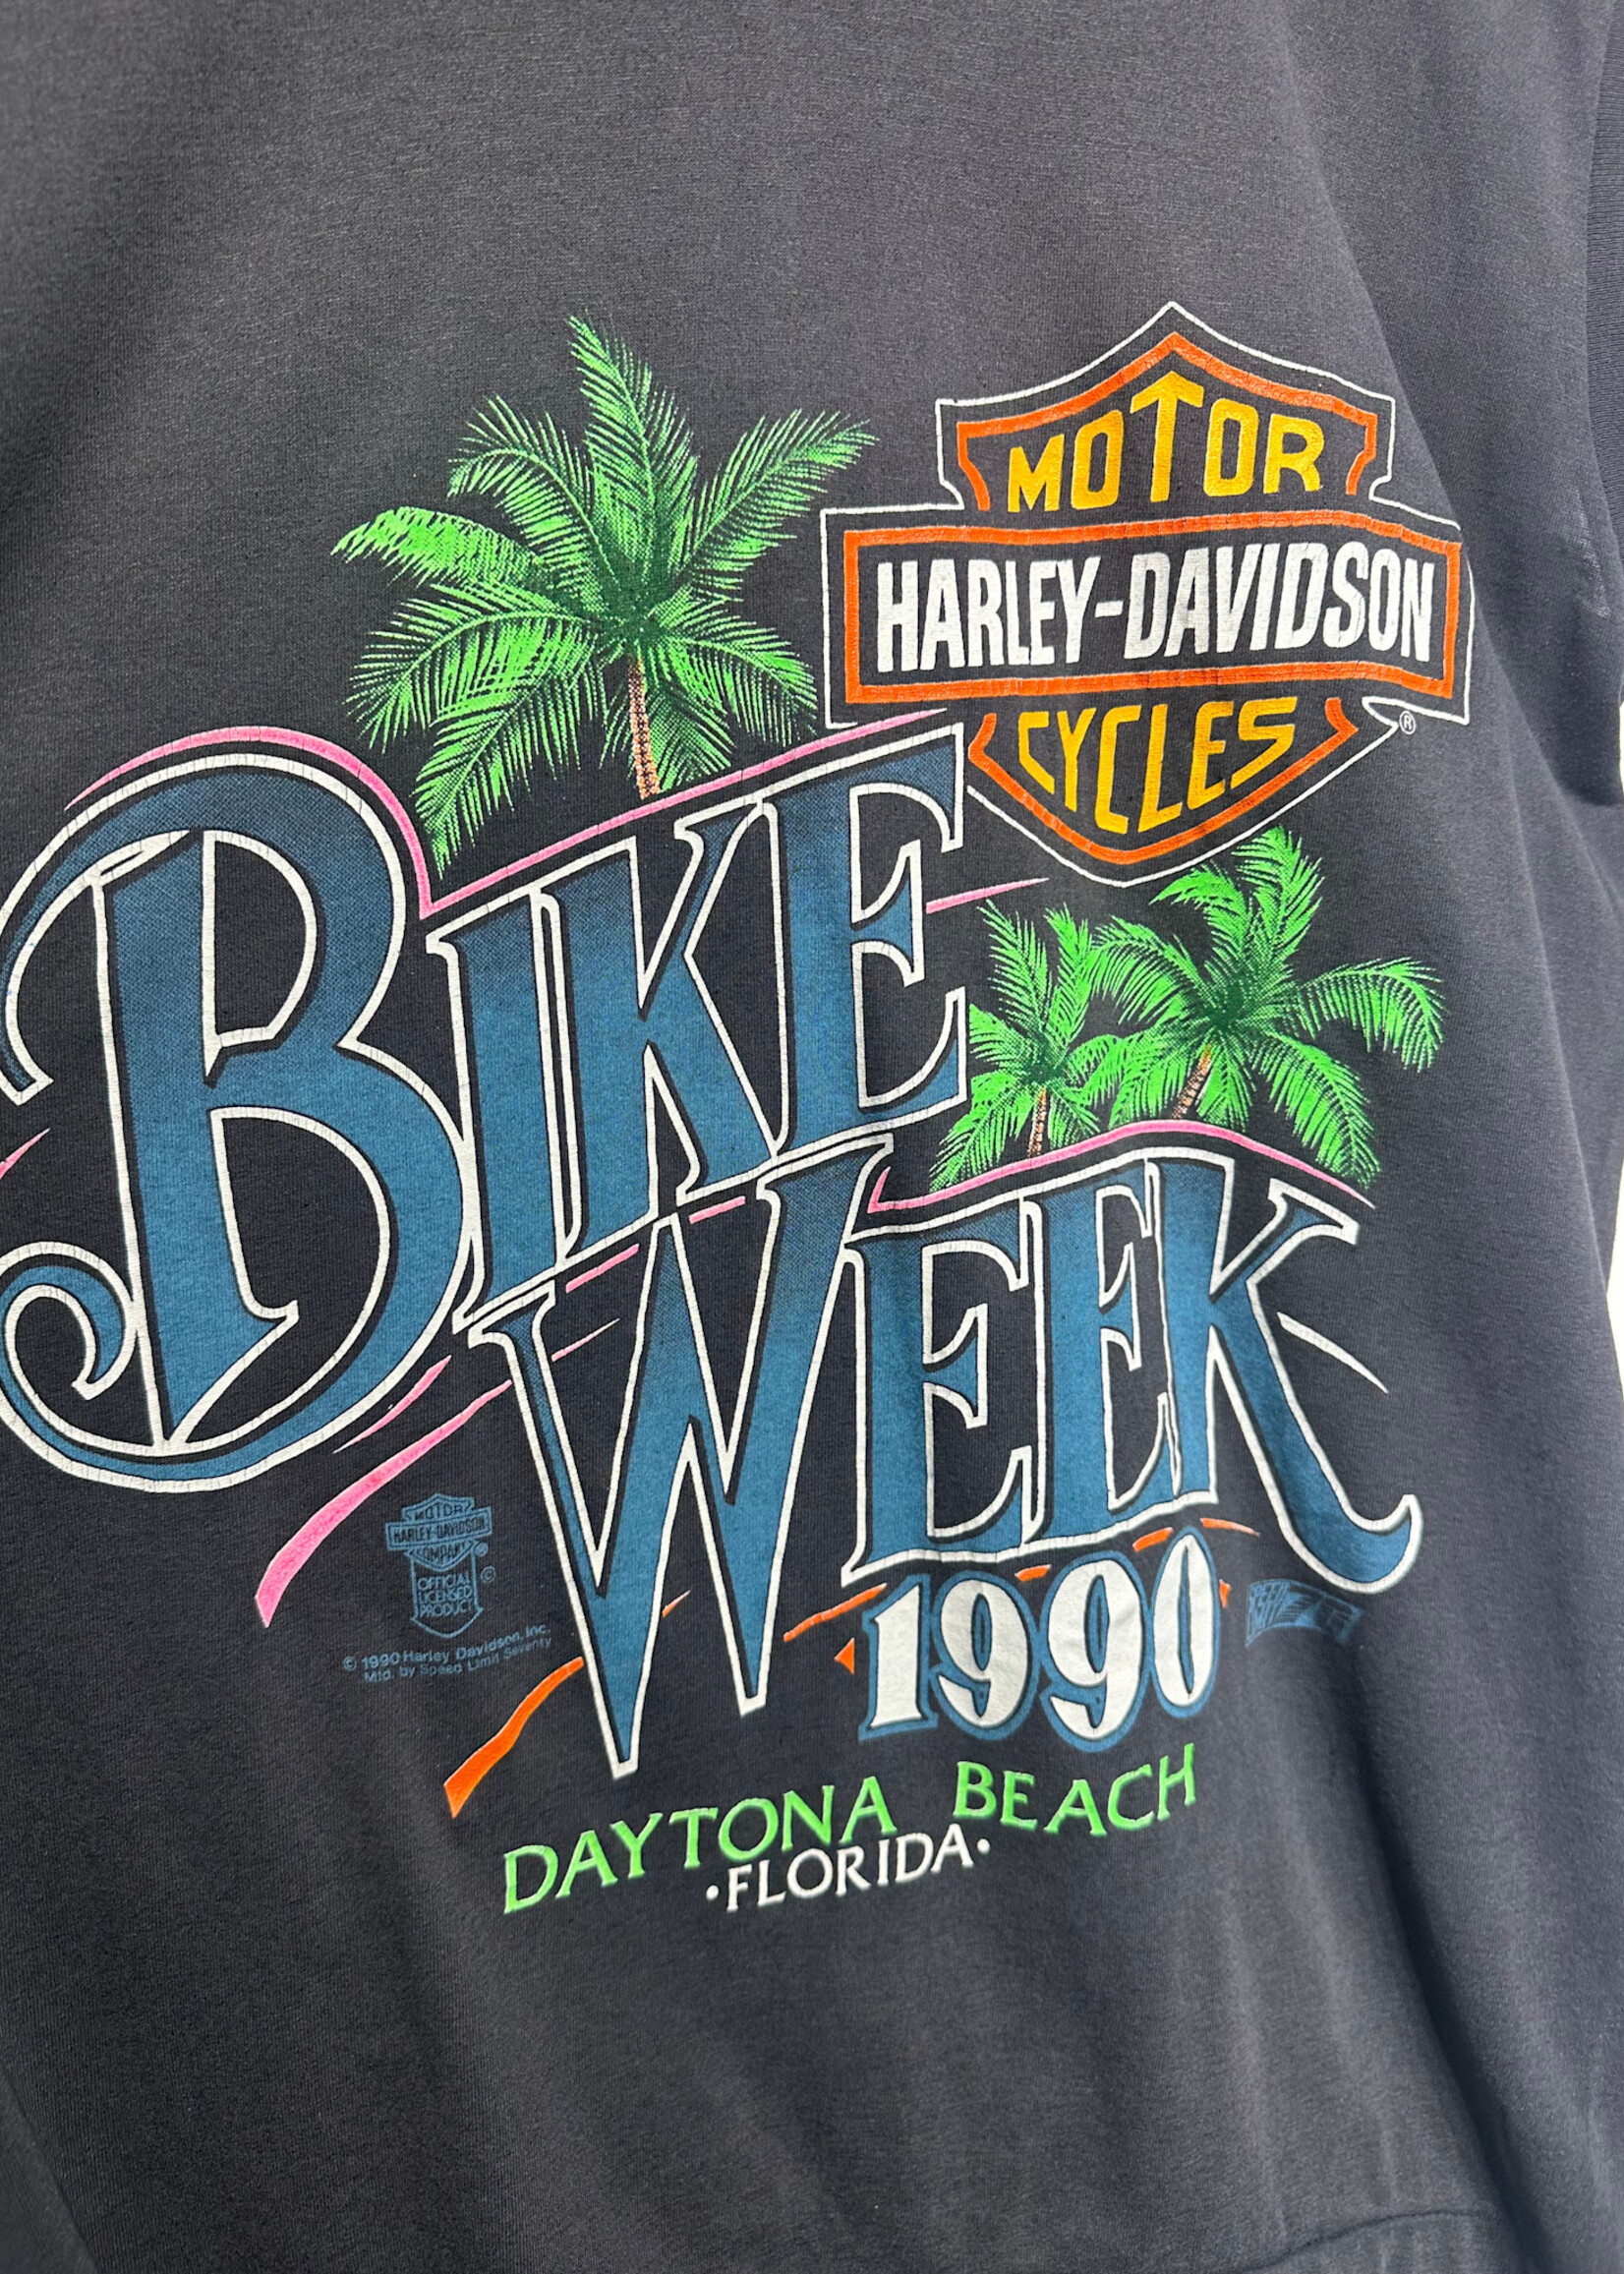 MOTOR
HARLEY-DAVIDSON
CYCLES
®
BIKE
WEEK
1990
DAYTONA BEACH
·FLORIDA·
MOTOR
HARLEY-DAVIDSON
COMPANY
®
OFFICIAL
LICENSED
PRODUCT
©
© 1990 Harley Davidson, Inc.
Mfd. by Speed Limit Seventy